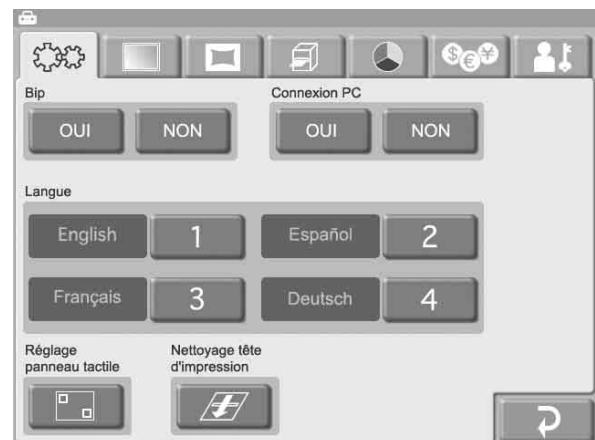 $ € ¥
Bip Connexion PC
OUI NON OUI NON
Langue
English 1 Español 2
Français 3 Deutsch 4
Réglage Nettoyage tête
panneau tactile d'impression